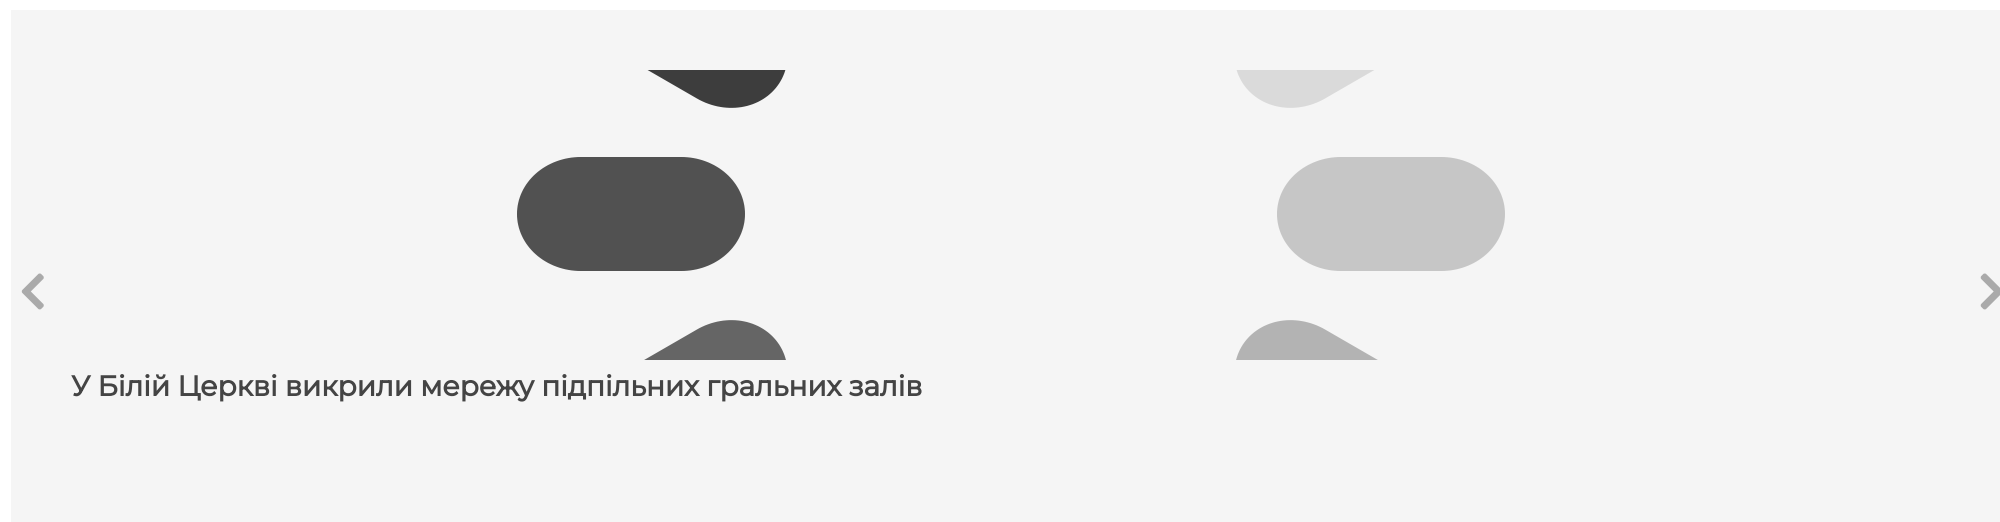 У Білій Церкві викрили мережу підпільних гральних залів